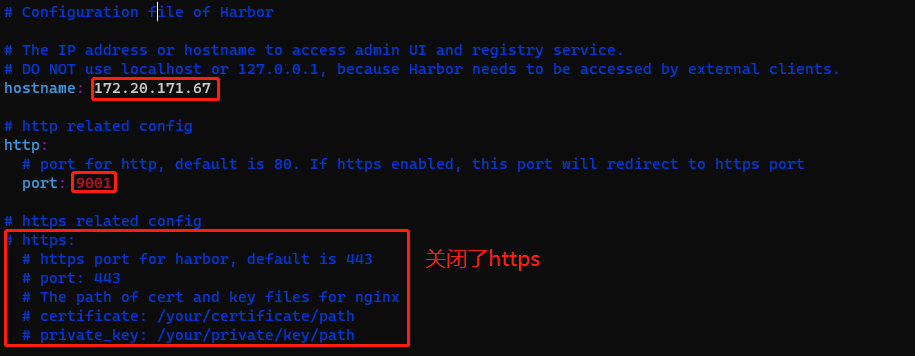 # Configuration file of Harbor
# The IP address or hostname to access admin UI and registry service.
# DO NOT use localhost or 127.0.0.1, because Harbor needs to be accessed by external clients.
hostname: 172.20.171.67
# http related config
http:
# port for http, default is 80. If https enabled, this port will redirect to https port
port: 9001
# https related config
# https:
# https port for harbor, default is 443
关闭了https
# port: 443
# The path of cert and key files for nginx
# certificate: /your/certificate/path
# private_key: /your/private/key/path